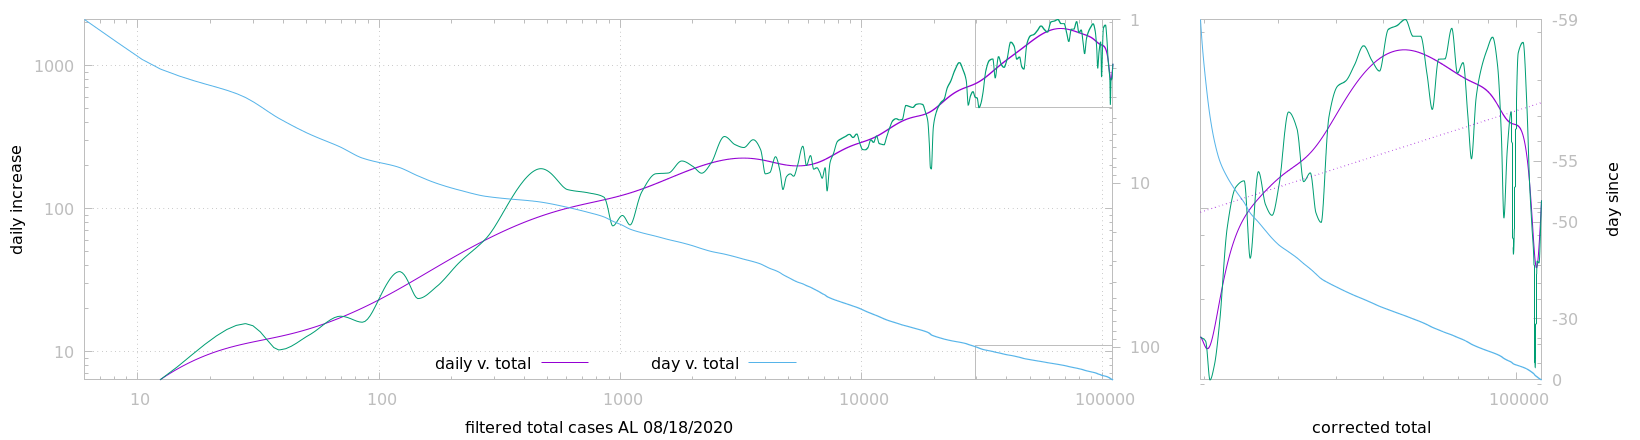 1000
100
10
daily increase
daily v. total
day v. total
1
10
100
10
100
1000
10000
100000
filtered total cases AL 08/18/2020
-59
-55
-50
-30
0
day since
100000
corrected total